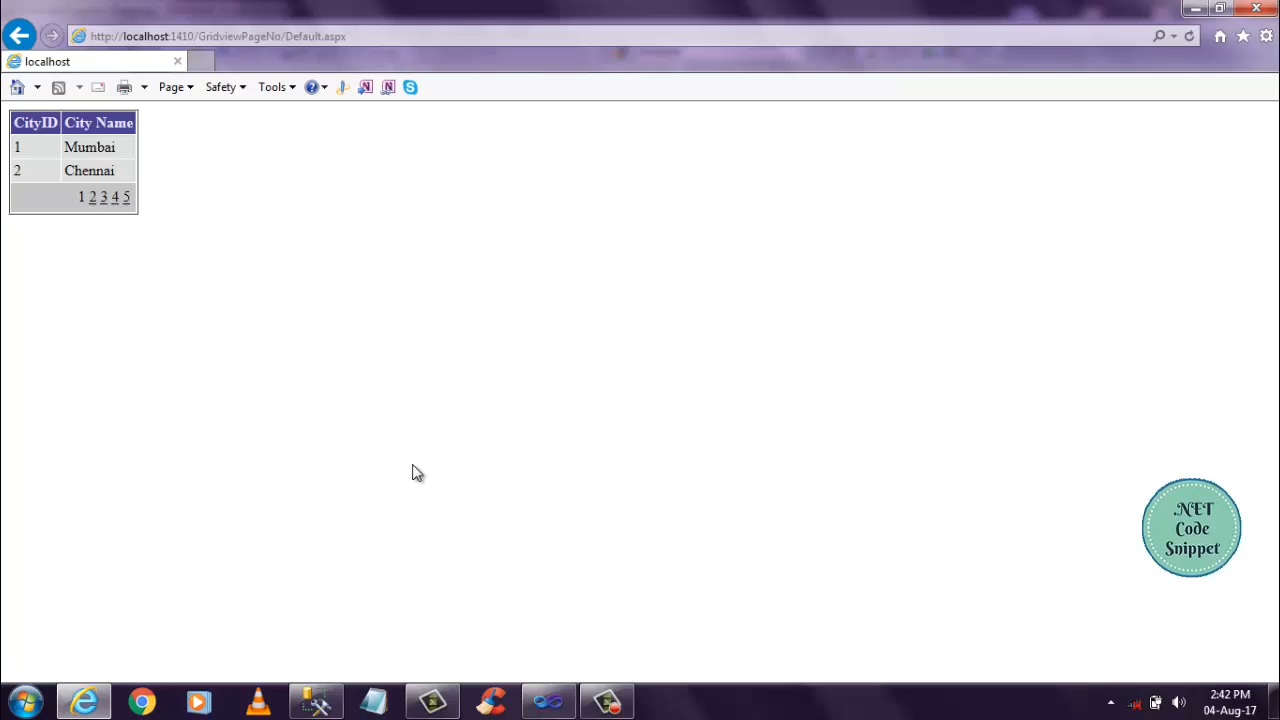 http://localhost:1410/GridviewPageNo/Default.aspx
localhost
Page Safety Tools
CityID City Name
1 Mumbai
2 Chennai
1 2 3 4 5
.NET
Code
Snippet
2:42 PM
04-Aug-17